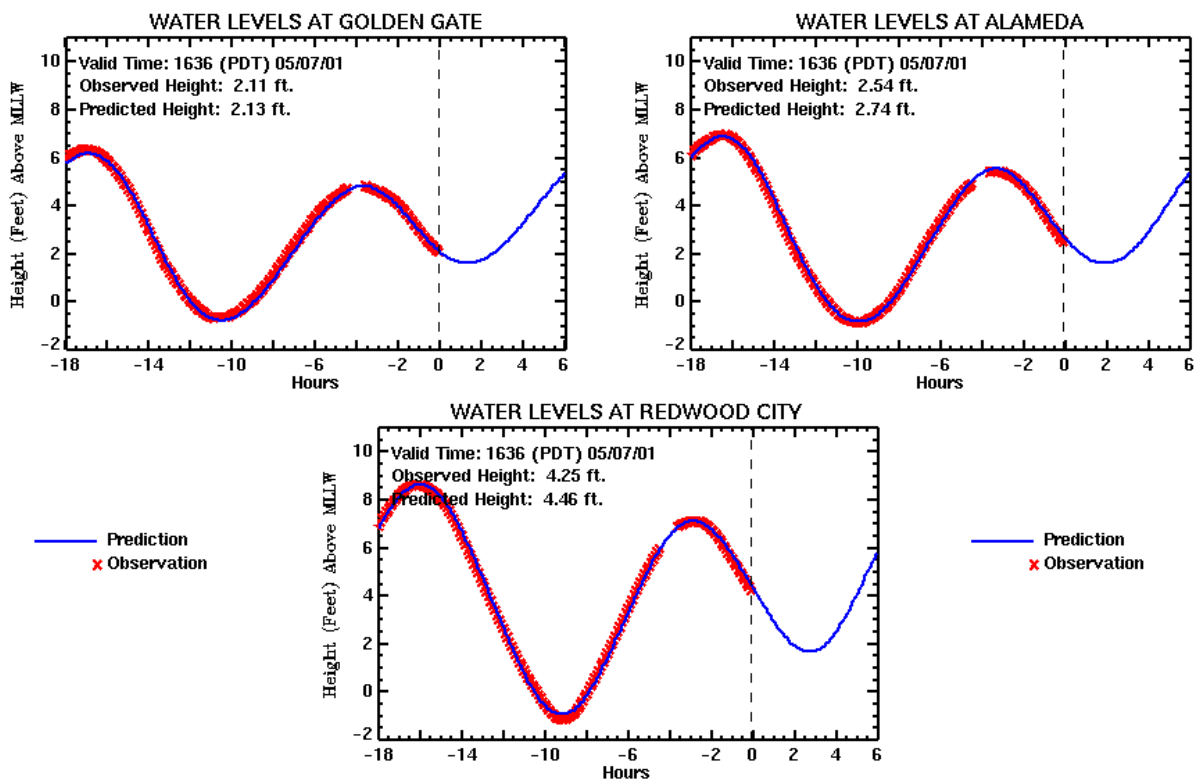 WATER LEVELS AT GOLDEN GATE
Valid Time: 1636 (PDT) 05/07/01
Observed Height: 2.11 ft.
Predicted Height: 2.13 ft.
Height (Feet) Above MLLW
10
8
6
4
2
0
-2
-18 -14 -10 -6 -2 0 2 4 6
Hours
WATER LEVELS AT ALAMEDA
Valid Time: 1636 (PDT) 05/07/01
Observed Height: 2.54 ft.
Predicted Height: 2.74 ft.
Height (Feet) Above MLLW
10
8
6
4
2
0
-2
-18 -14 -10 -6 -2 0 2 4 6
Hours
WATER LEVELS AT REDWOOD CITY
Valid Time: 1636 (PDT) 05/07/01
Observed Height: 4.25 ft.
Predicted Height: 4.46 ft.
Height (Feet) Above MLLW
10
8
6
4
2
0
-2
-18 -14 -10 -6 -2 0 2 4 6
Hours
Prediction
Observation
Prediction
Observation